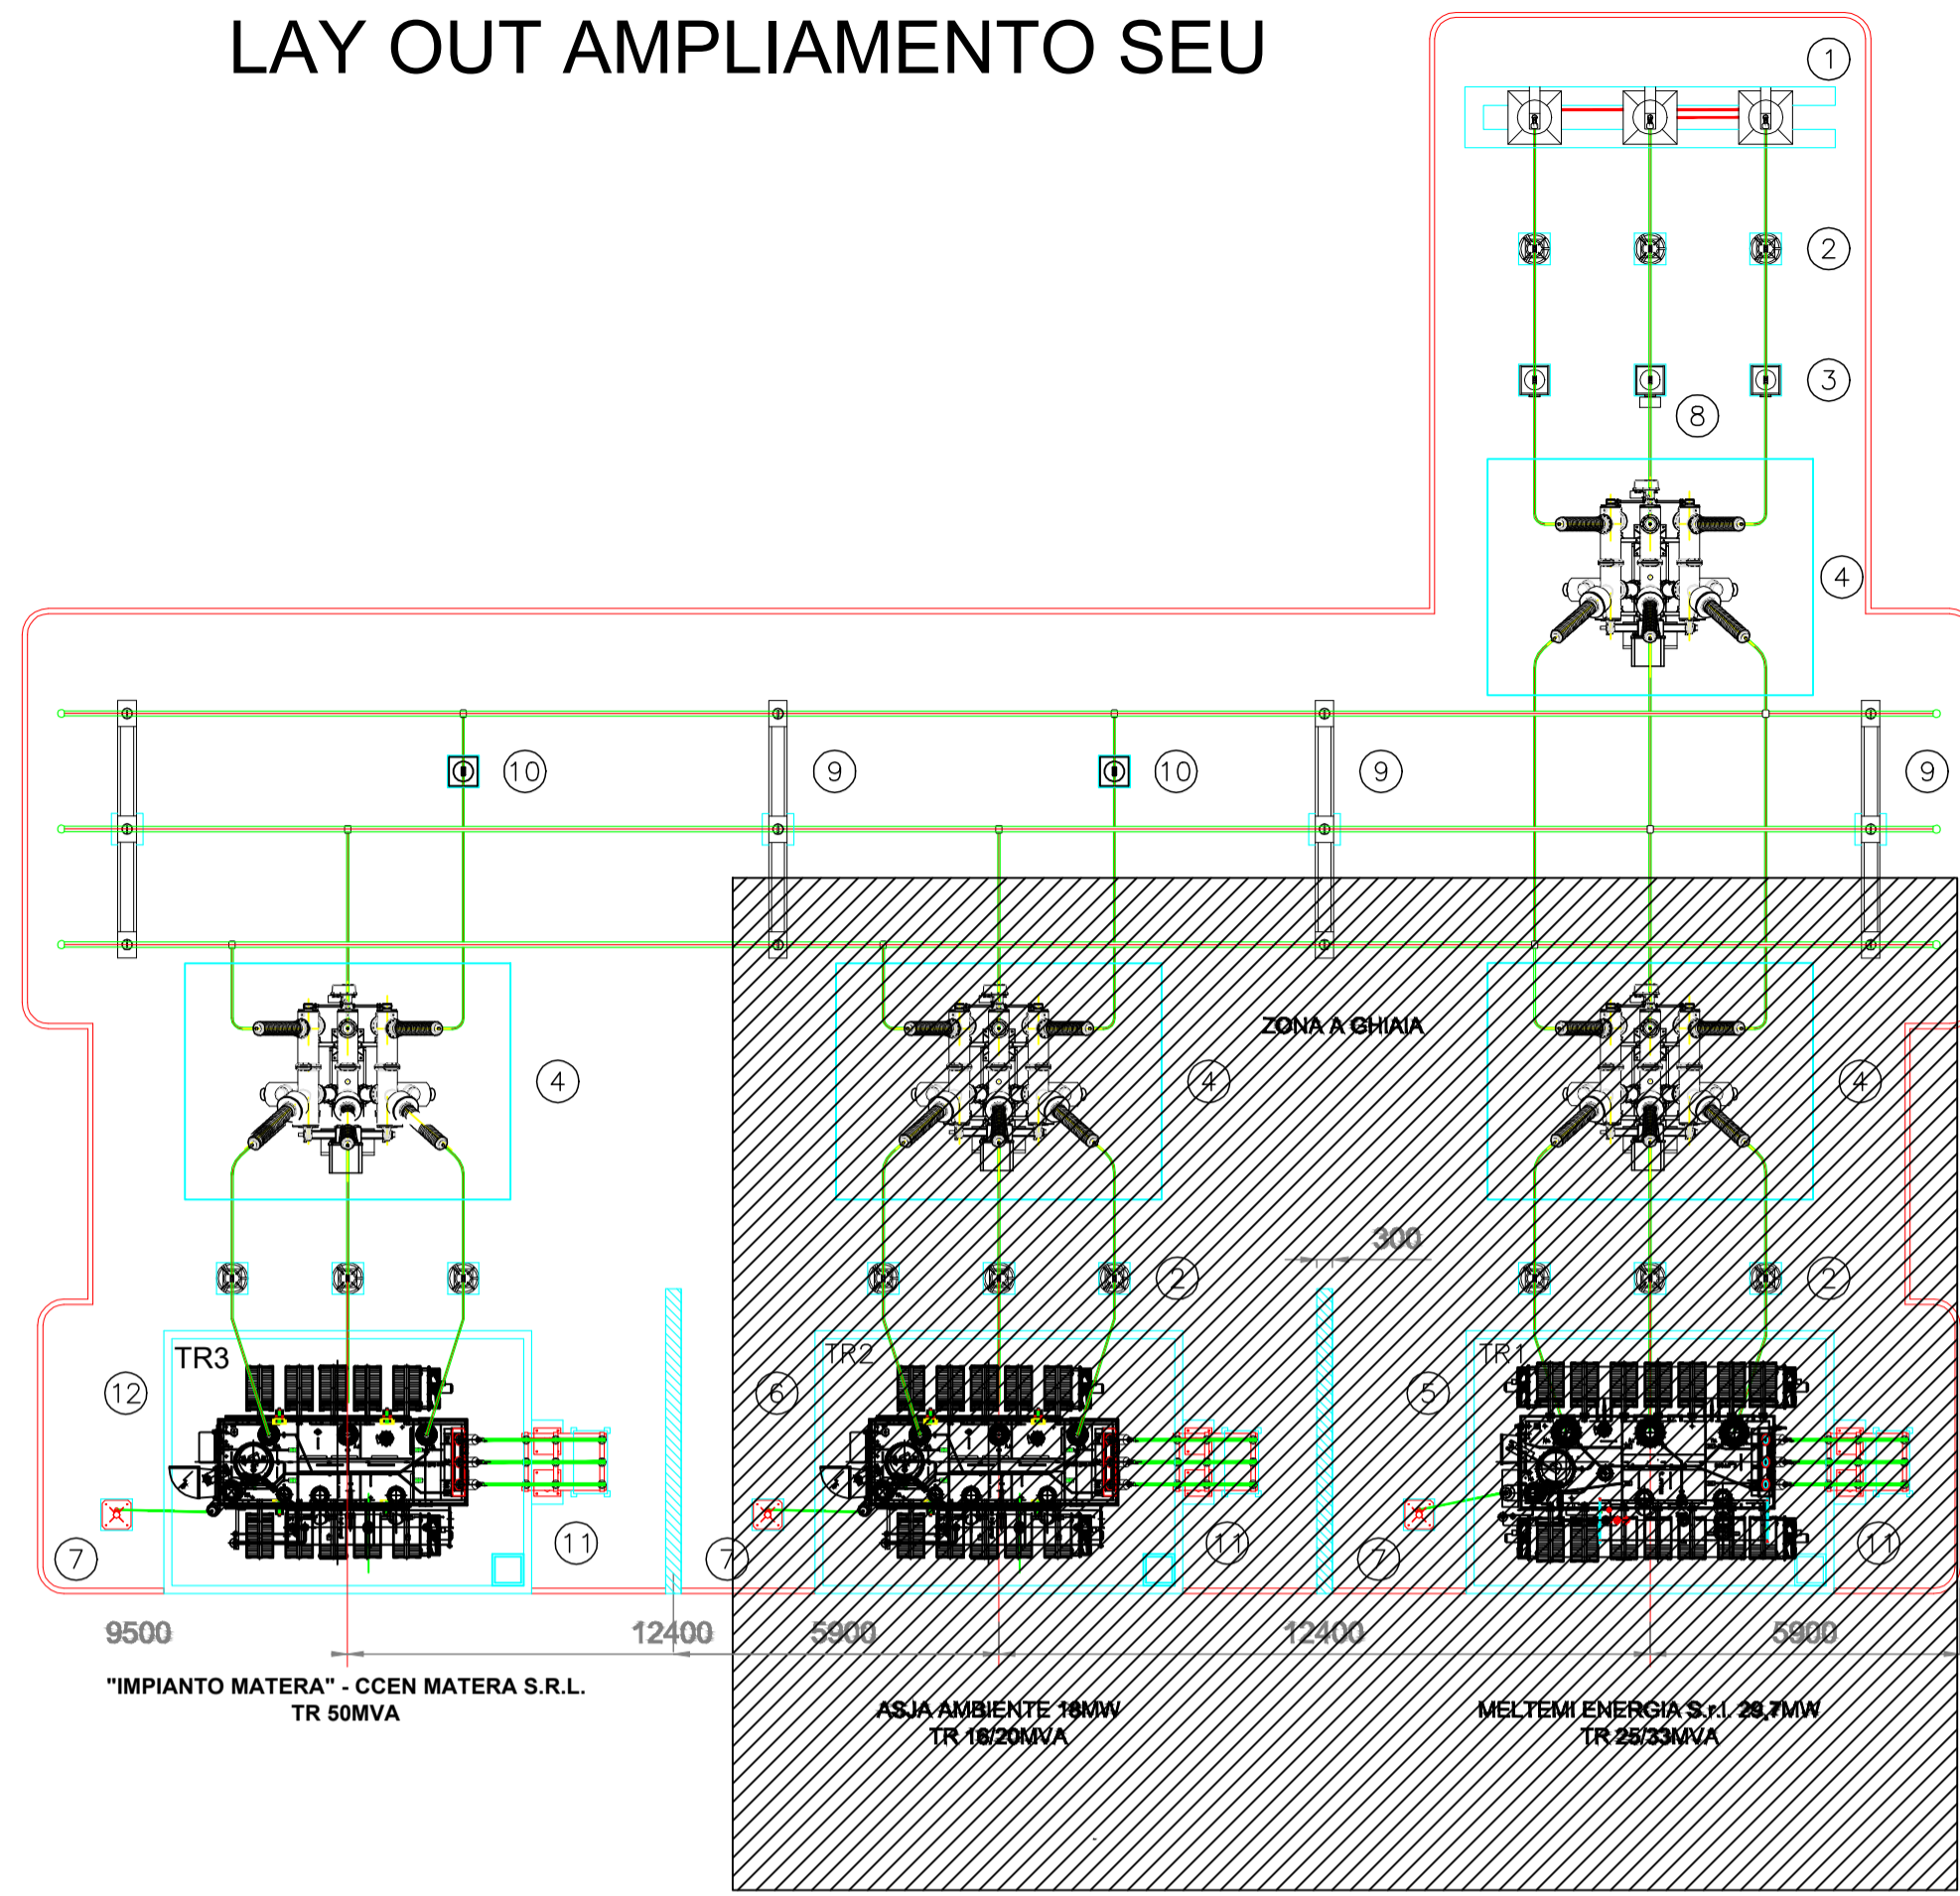 LAY OUT AMPLIAMENTO SEU
1
2
3
8
4
10
9
10
9
9
ZONA A GHIAIA
4
4
4
300
2
2
TR3
TR2
TR1
12
6
5
7
11
7
11
7
11
9500
12400
5900
12400
5900
"IMPIANTO MATERA" - CCEN MATERA S.R.L.
TR 50MVA
ASJA AMBIENTE 18MW
TR 16/20MVA
MELTEMI ENERGIA S.r.l. 29,7MW
TR 25/33MVA